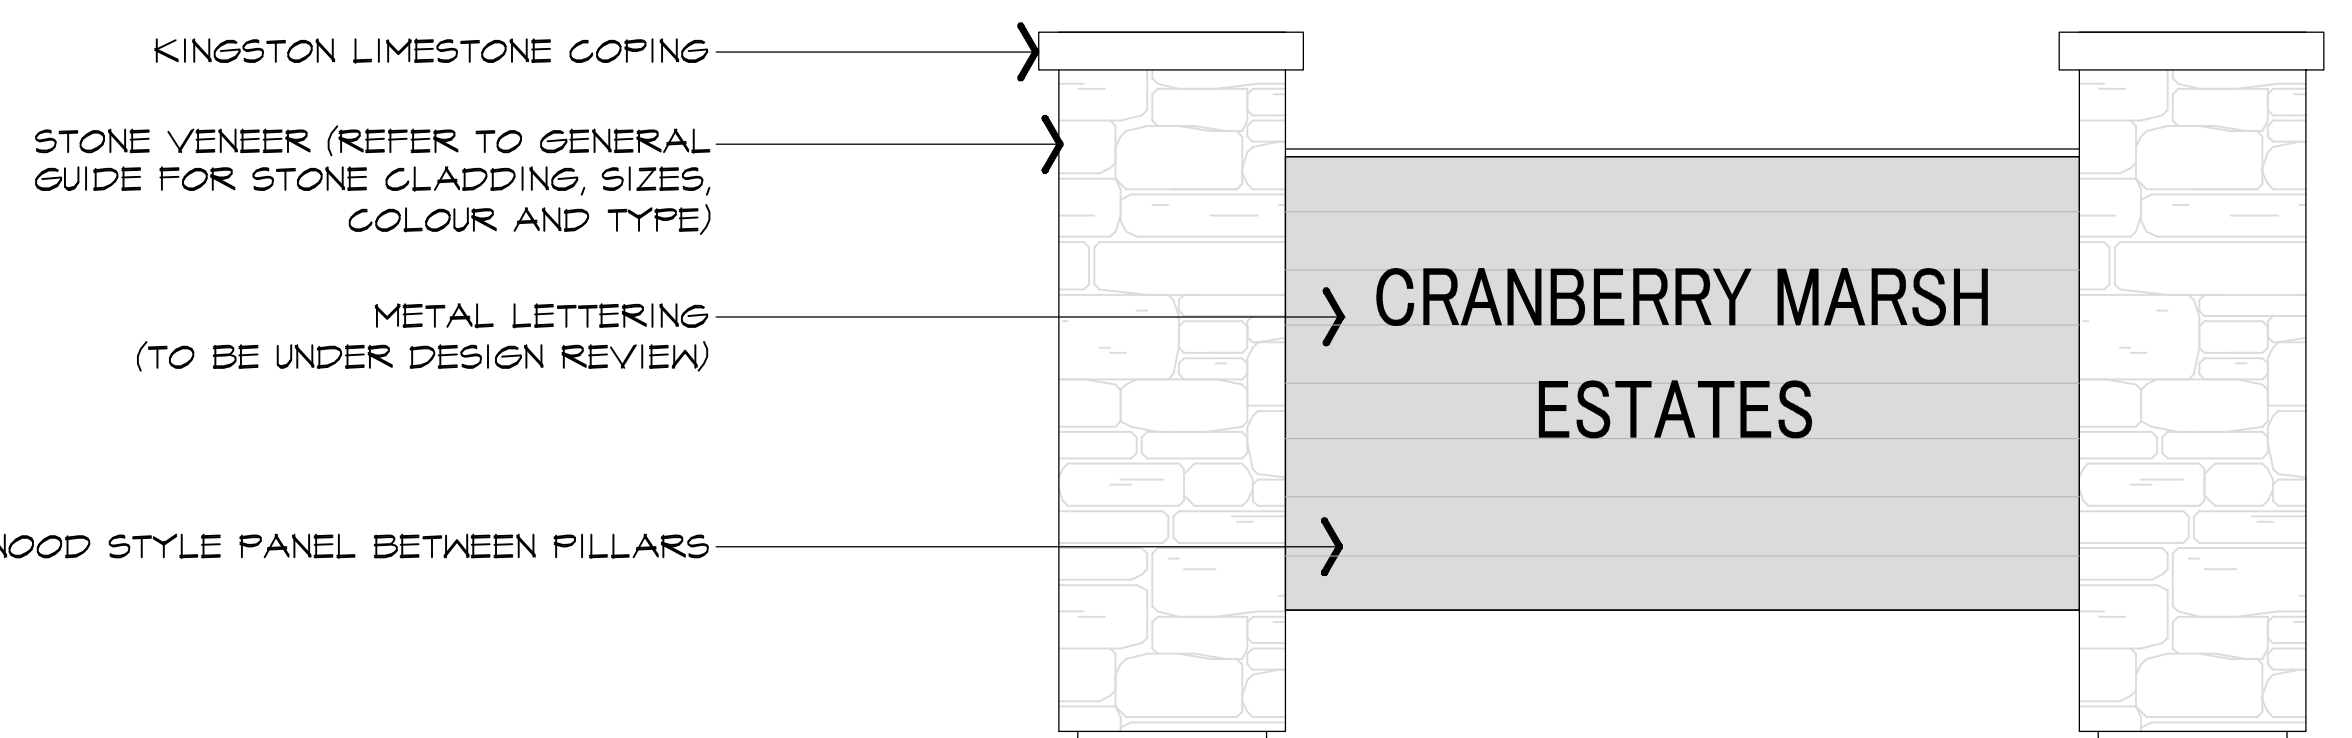 KINGSTON LIMESTONE COPING
STONE VENEER (REFER TO GENERAL
GUIDE FOR STONE CLADDING, SIZES,
COLOUR AND TYPE)
METAL LETTERING
(TO BE UNDER DESIGN REVIEW)
WOOD STYLE PANEL BETWEEN PILLARS
CRANBERRY MARSH
ESTATES